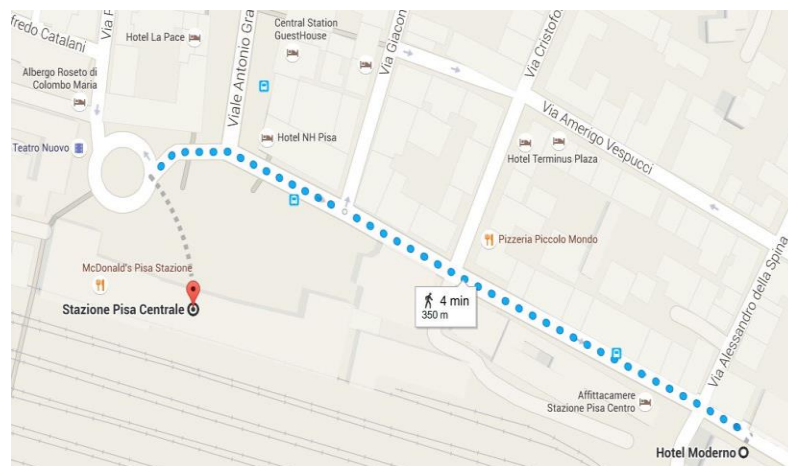 fredo Catalani
Via F
Hotel La Pace
Viale Antonio Gra
Central Station
GuestHouse
Via Giacon
Via Cristofo
Albergo Roseto di
Colombo Maria
Via Amerigo Vespucci
Teatro Nuovo
Hotel NH Pisa
Hotel Terminus Plaza
Pizzeria Piccolo Mondo
Via Alessandro della Spina
McDonald's Pisa Stazione
Stazione Pisa Centrale
4 min
350 m
Affittacamere
Stazione Pisa Centro
Hotel Moderno